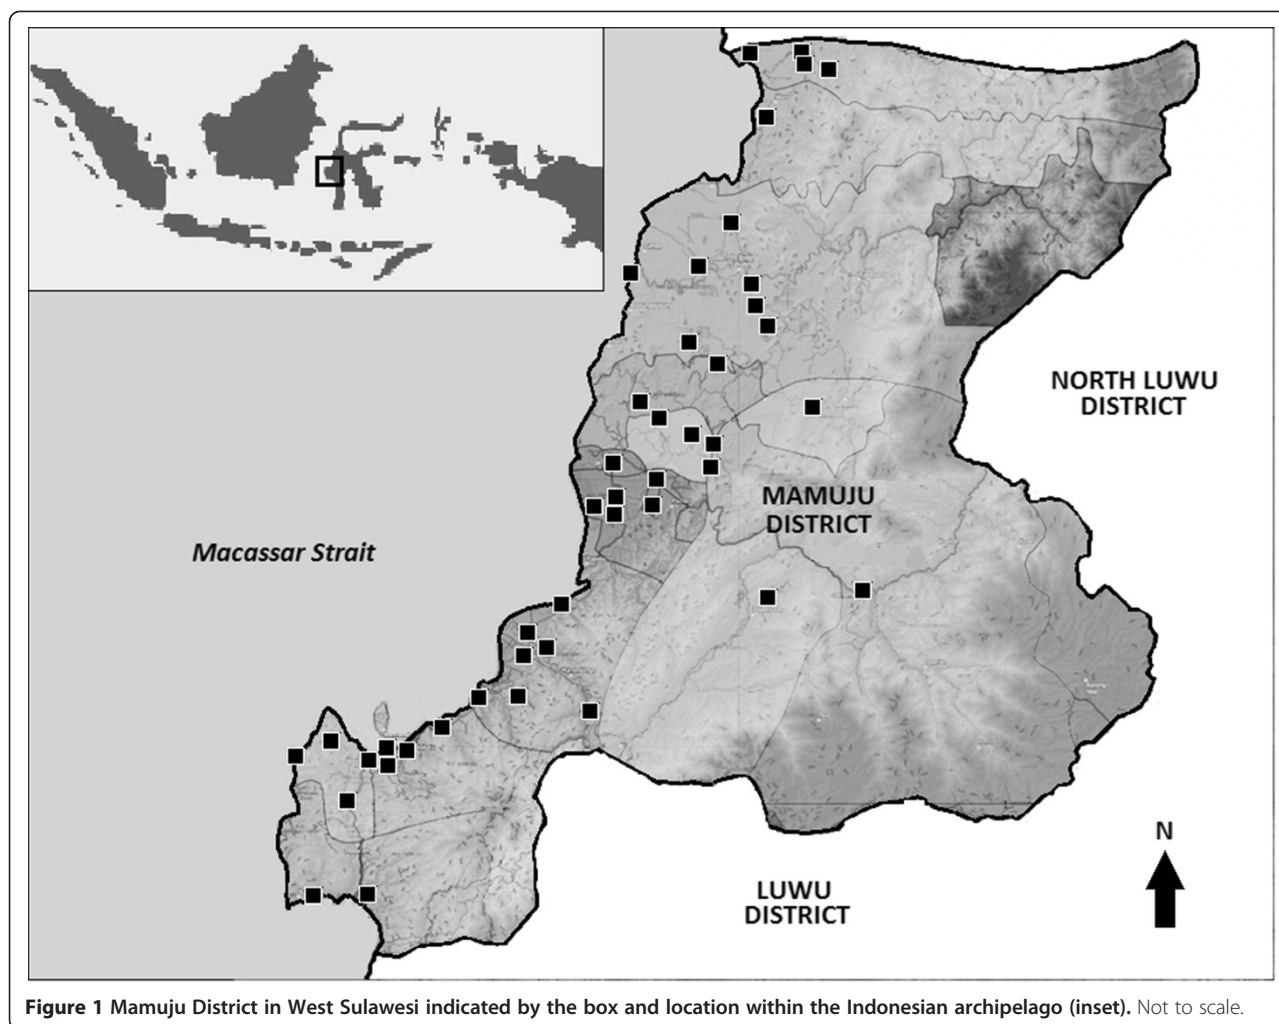 NORTH LUWU
DISTRICT
MAMUJU
DISTRICT
Macassar Strait
N
LUWU
DISTRICT
Figure 1 Mamuju District in West Sulawesi indicated by the box and location within the Indonesian archipelago (inset). Not to scale.